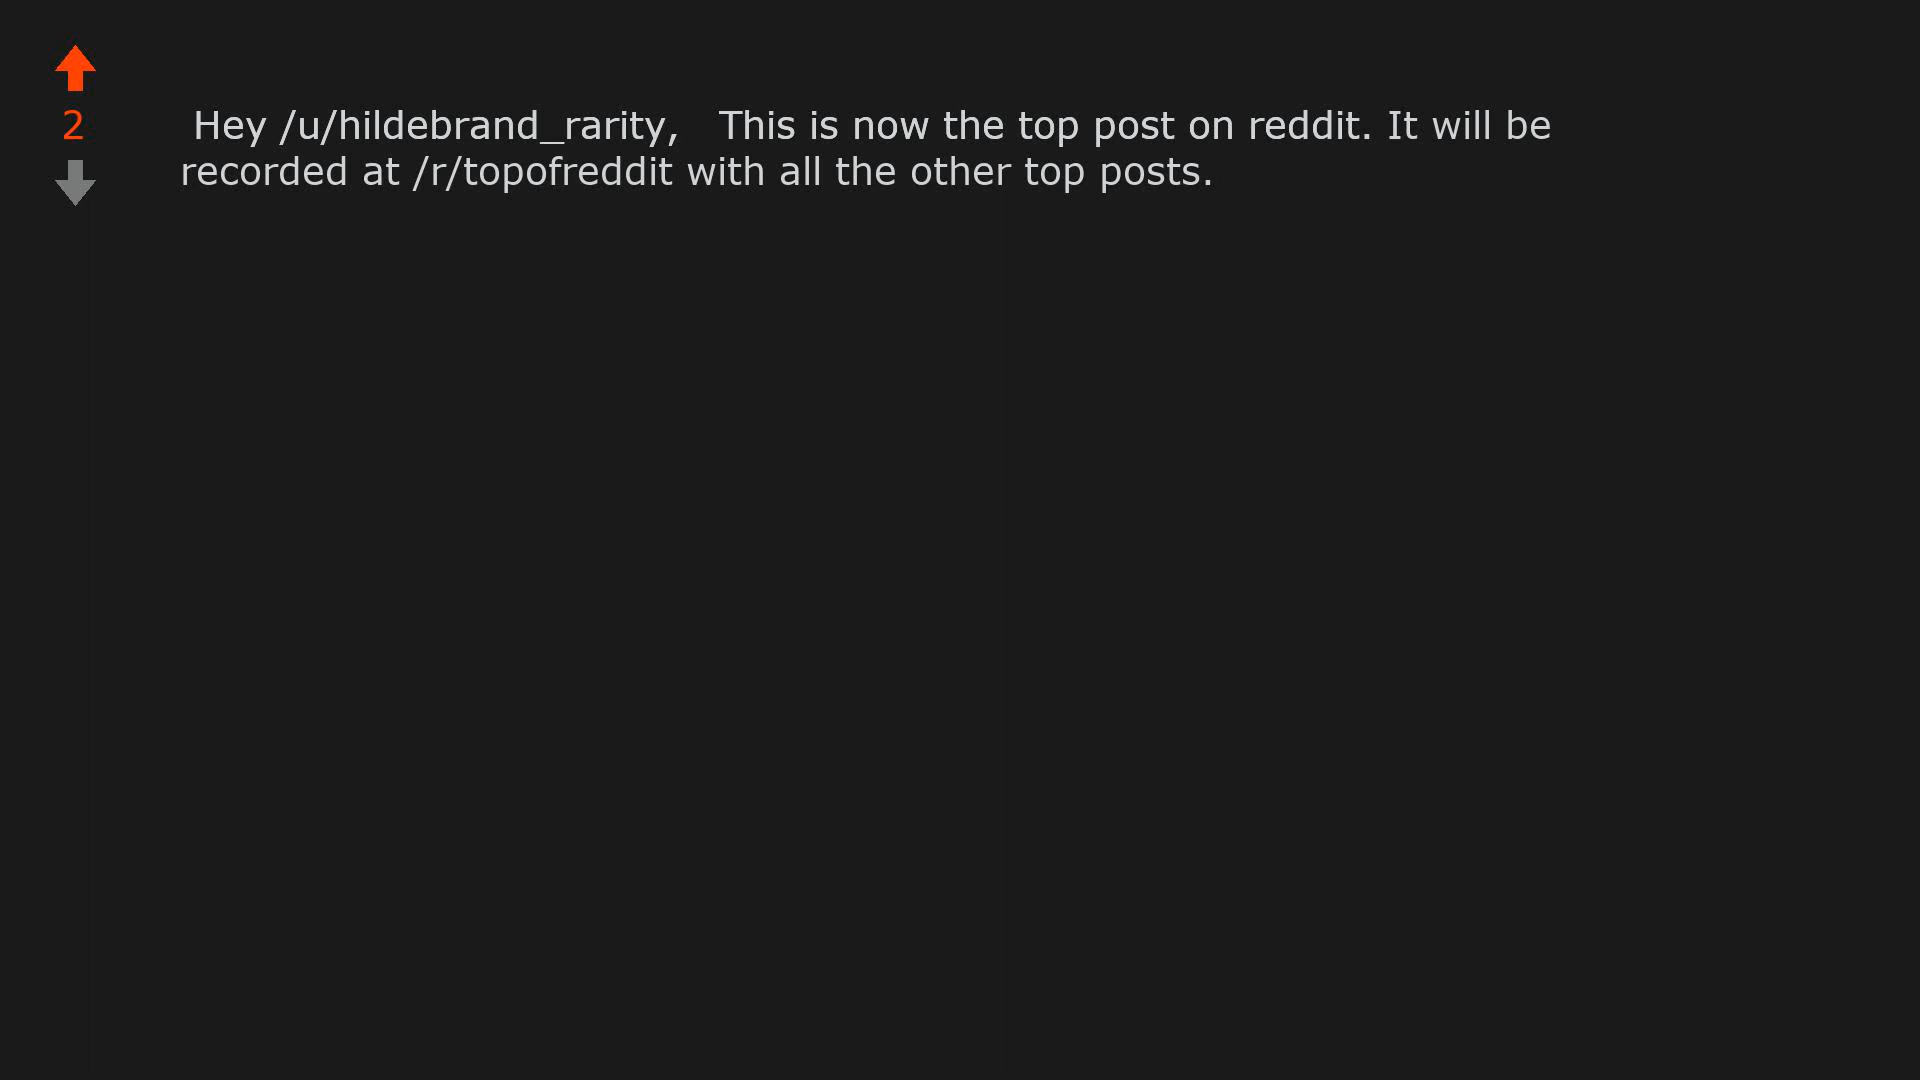 2
Hey /u/hildebrand_rarity,   This is now the top post on reddit. It will be
recorded at /r/topofreddit with all the other top posts.